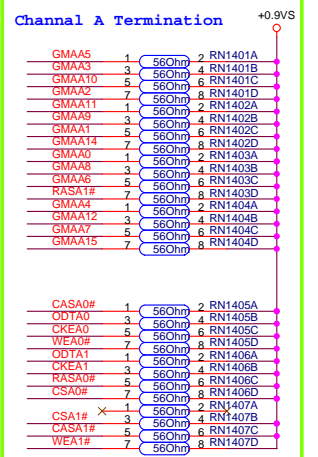 Channal A Termination
+0.9VS
GMAA5 1 56Ohm 2 RN1401A
GMAA3 3 56Ohm 4 RN1401B
GMAA10 5 56Ohm 6 RN1401C
GMAA2 7 56Ohm 8 RN1401D
GMAA11 1 56Ohm 2 RN1402A
GMAA9 3 56Ohm 4 RN1402B
GMAA1 5 56Ohm 6 RN1402C
GMAA14 7 56Ohm 8 RN1402D
GMAA0 1 56Ohm 2 RN1403A
GMAA8 3 56Ohm 4 RN1403B
GMAA6 5 56Ohm 6 RN1403C
RASA1# 7 56Ohm 8 RN1403D
GMAA4 1 56Ohm 2 RN1404A
GMAA12 3 56Ohm 4 RN1404B
GMAA7 5 56Ohm 6 RN1404C
GMAA15 7 56Ohm 8 RN1404D
CASA0# 1 56Ohm 2 RN1405A
ODTA0 3 56Ohm 4 RN1405B
CKEA0 5 56Ohm 6 RN1405C
WEA0# 7 56Ohm 8 RN1405D
ODTA1 1 56Ohm 2 RN1406A
CKEA1 3 56Ohm 4 RN1406B
RASA0# 5 56Ohm 6 RN1406C
CSA0# 7 56Ohm 8 RN1406D
1 56Ohm 2 RN1407A
CSA1# 3 56Ohm 4 RN1407B
CASA1# 5 56Ohm 6 RN1407C
WEA1# 7 56Ohm 8 RN1407D